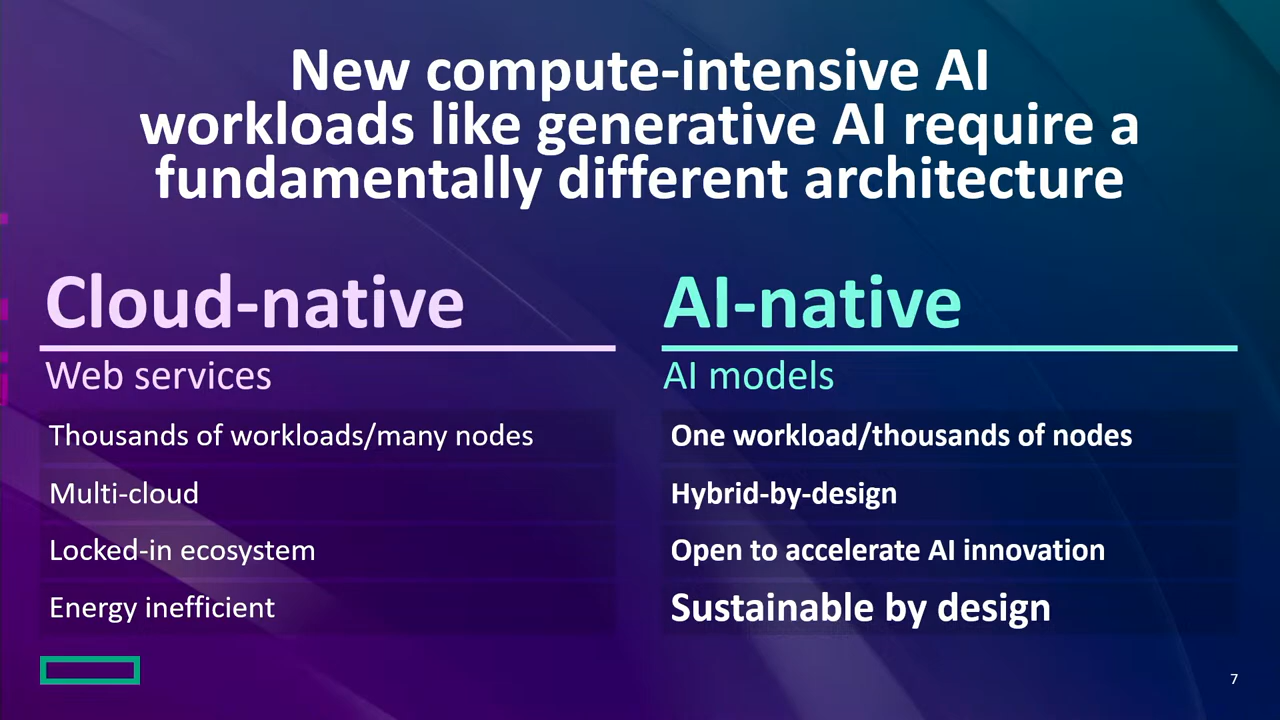 New compute-intensive AI
workloads like generative AI require a
fundamentally different architecture
Cloud-native
Web services
Thousands of workloads/many nodes
Multi-cloud
Locked-in ecosystem
Energy inefficient
AI-native
AI models
One workload/thousands of nodes
Hybrid-by-design
Open to accelerate AI innovation
Sustainable by design
7